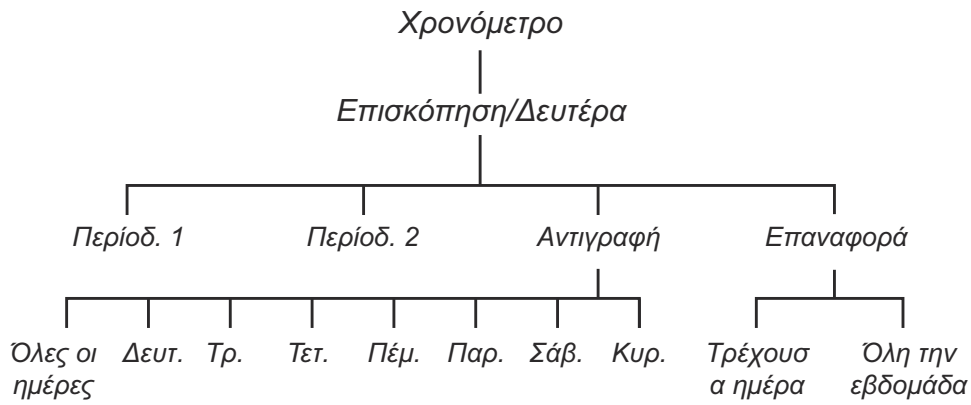 Χρονόμετρο
Επισκόπηση/Δευτέρα
Περίοδ. 1
Περίοδ. 2
Αντιγραφή
Επαναφορά
Όλες οι
ημέρες
Δευτ.
Τρ.
Τετ.
Πέμ.
Παρ.
Σάβ.
Κυρ.
Τρέχουσ
α ημέρα
Όλη την
εβδομάδα